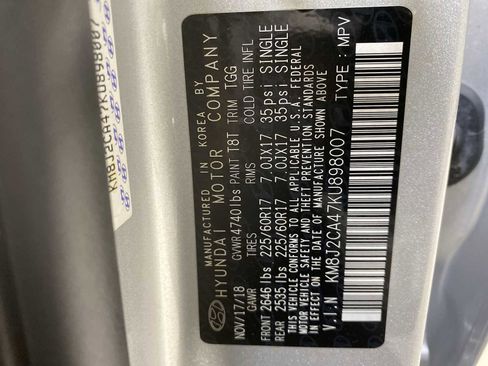 MANUFACTURED IN KOREA BY
HYUNDAI MOTOR COMPANY
NOV/17/18 GVWR 4740lbs PAINT T8T TRIM TGG
GAWR TIRES RIMS COLD TIRE INF.
FRONT 2646 lbs 225/60R17 7.0JX17 35psi SINGLE
REAR 2535 lbs 225/60R17 7.0JX17 35psi SINGLE
THIS VEHICLE CONFORMS TO ALL APPLICABLE U.S.A. FEDERAL
MOTOR VEHICLE SAFETY, BUMPER, AND THEFT PREVENTION STANDARDS
IN EFFECT ON THE DATE OF MANUFACTURE SHOWN ABOVE
V.I.N KM8J2CA47KU898007 TYPE : MPV
KM8J2CA47KU898007